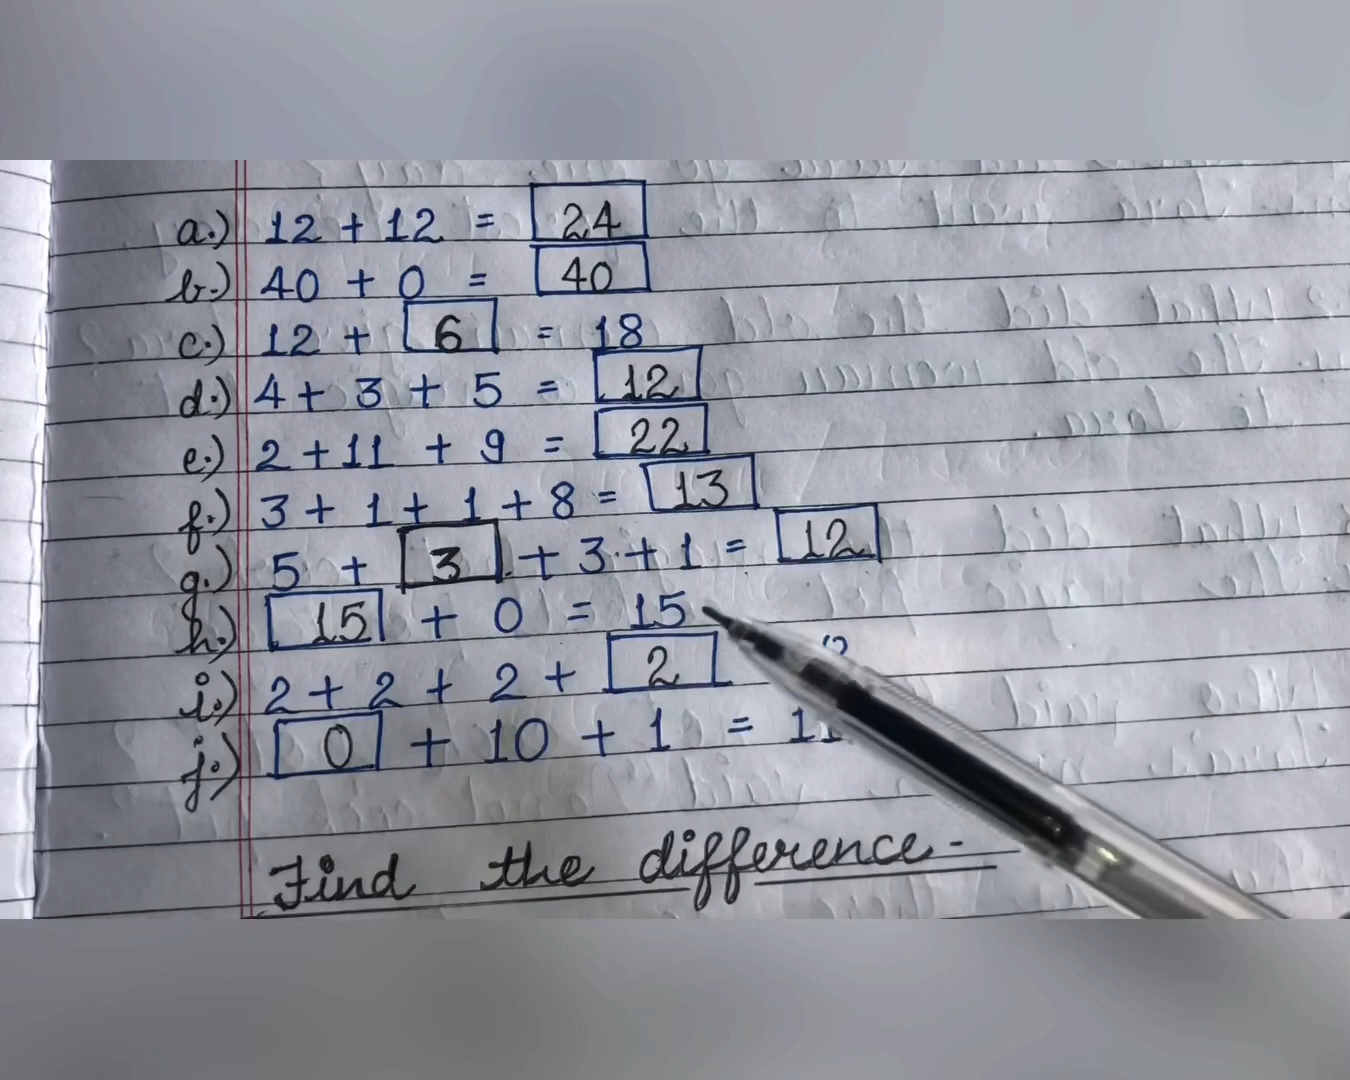 a.) 12 + 12 = 24
b.) 40 + 0 = 40
c.) 12 + 6 = 18
d.) 4 + 3 + 5 = 12
e.) 2 + 11 + 9 = 22
f.) 3 + 1 + 1 + 8 = 13
g.) 5 + 3 + 3 + 1 = 12
h.) 15 + 0 = 15
i.) 2 + 2 + 2 + 2
j.) 0 + 10 + 1 = 11
Find the difference -